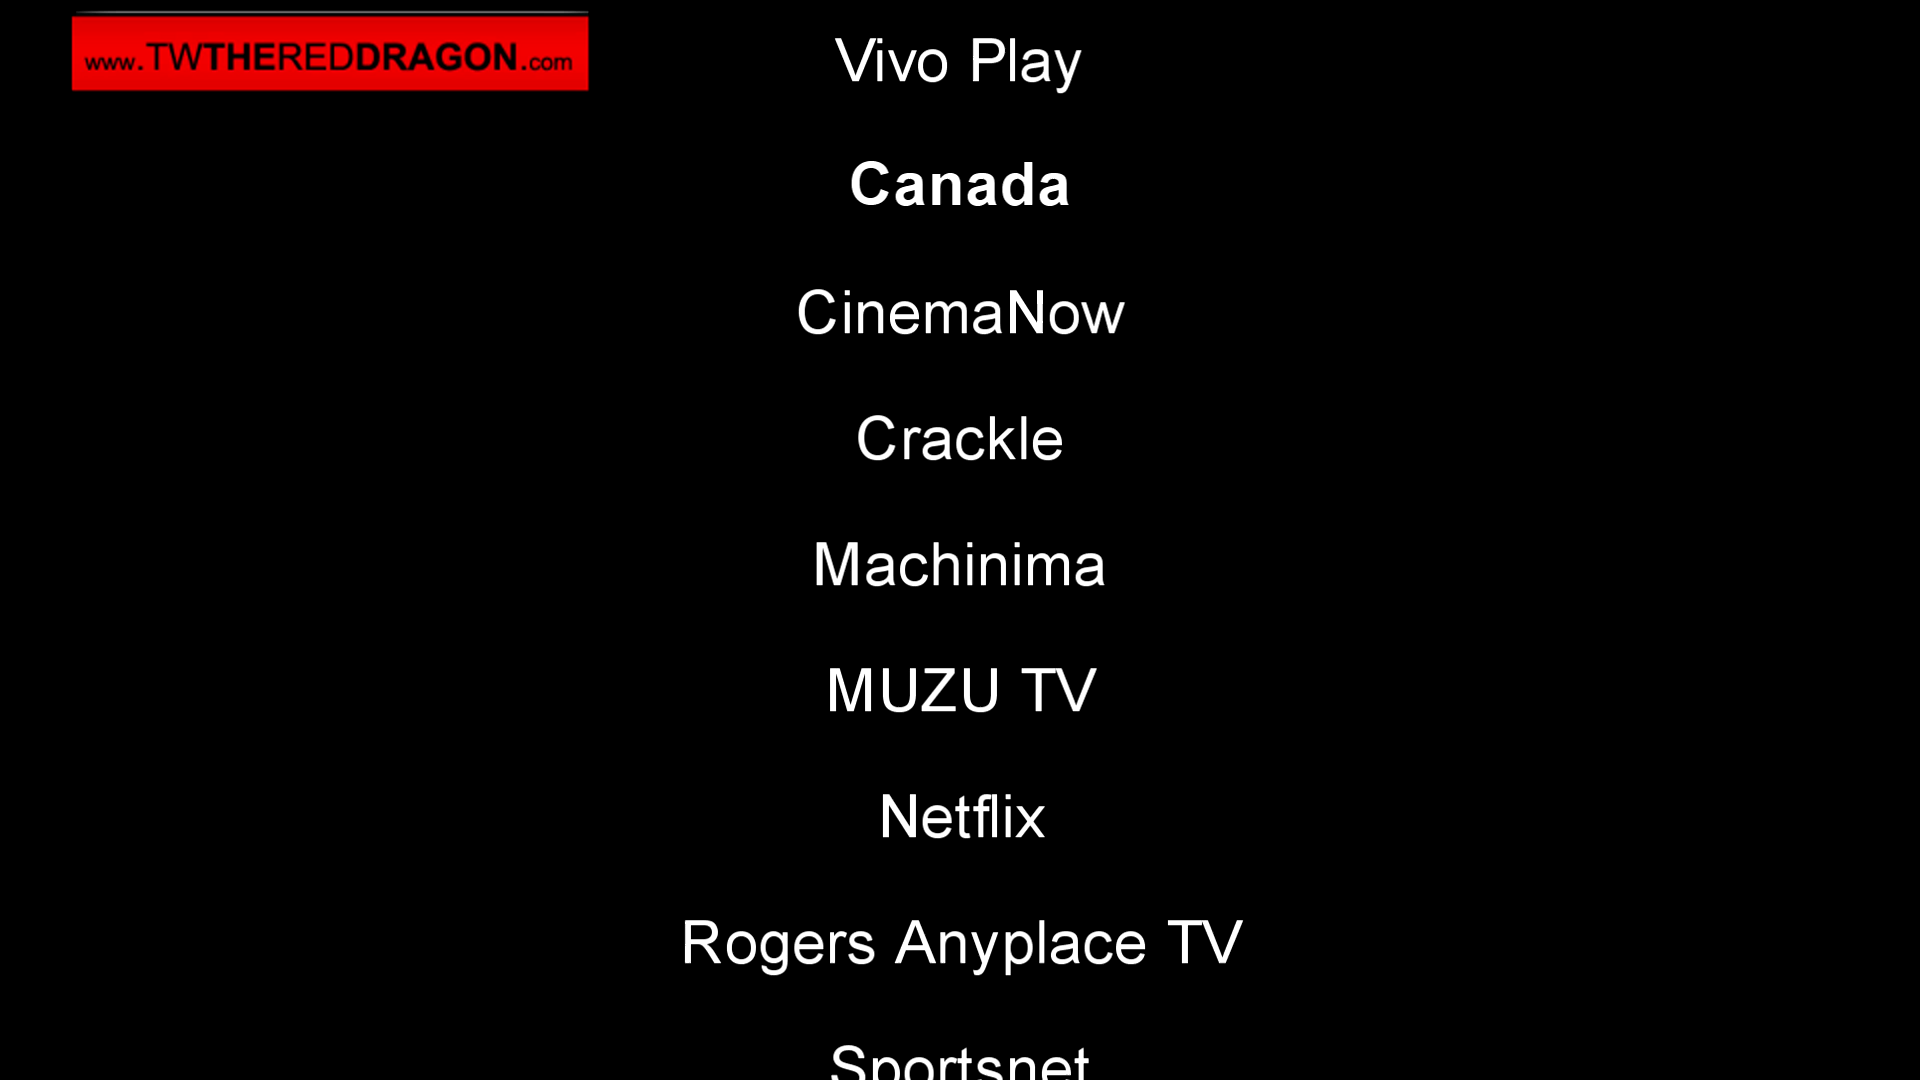 www.TWTHEREDDRAGON.com
Vivo Play
Canada
CinemaNow
Crackle
Machinima
MUZU TV
Netflix
Rogers Anyplace TV
Sportsnet